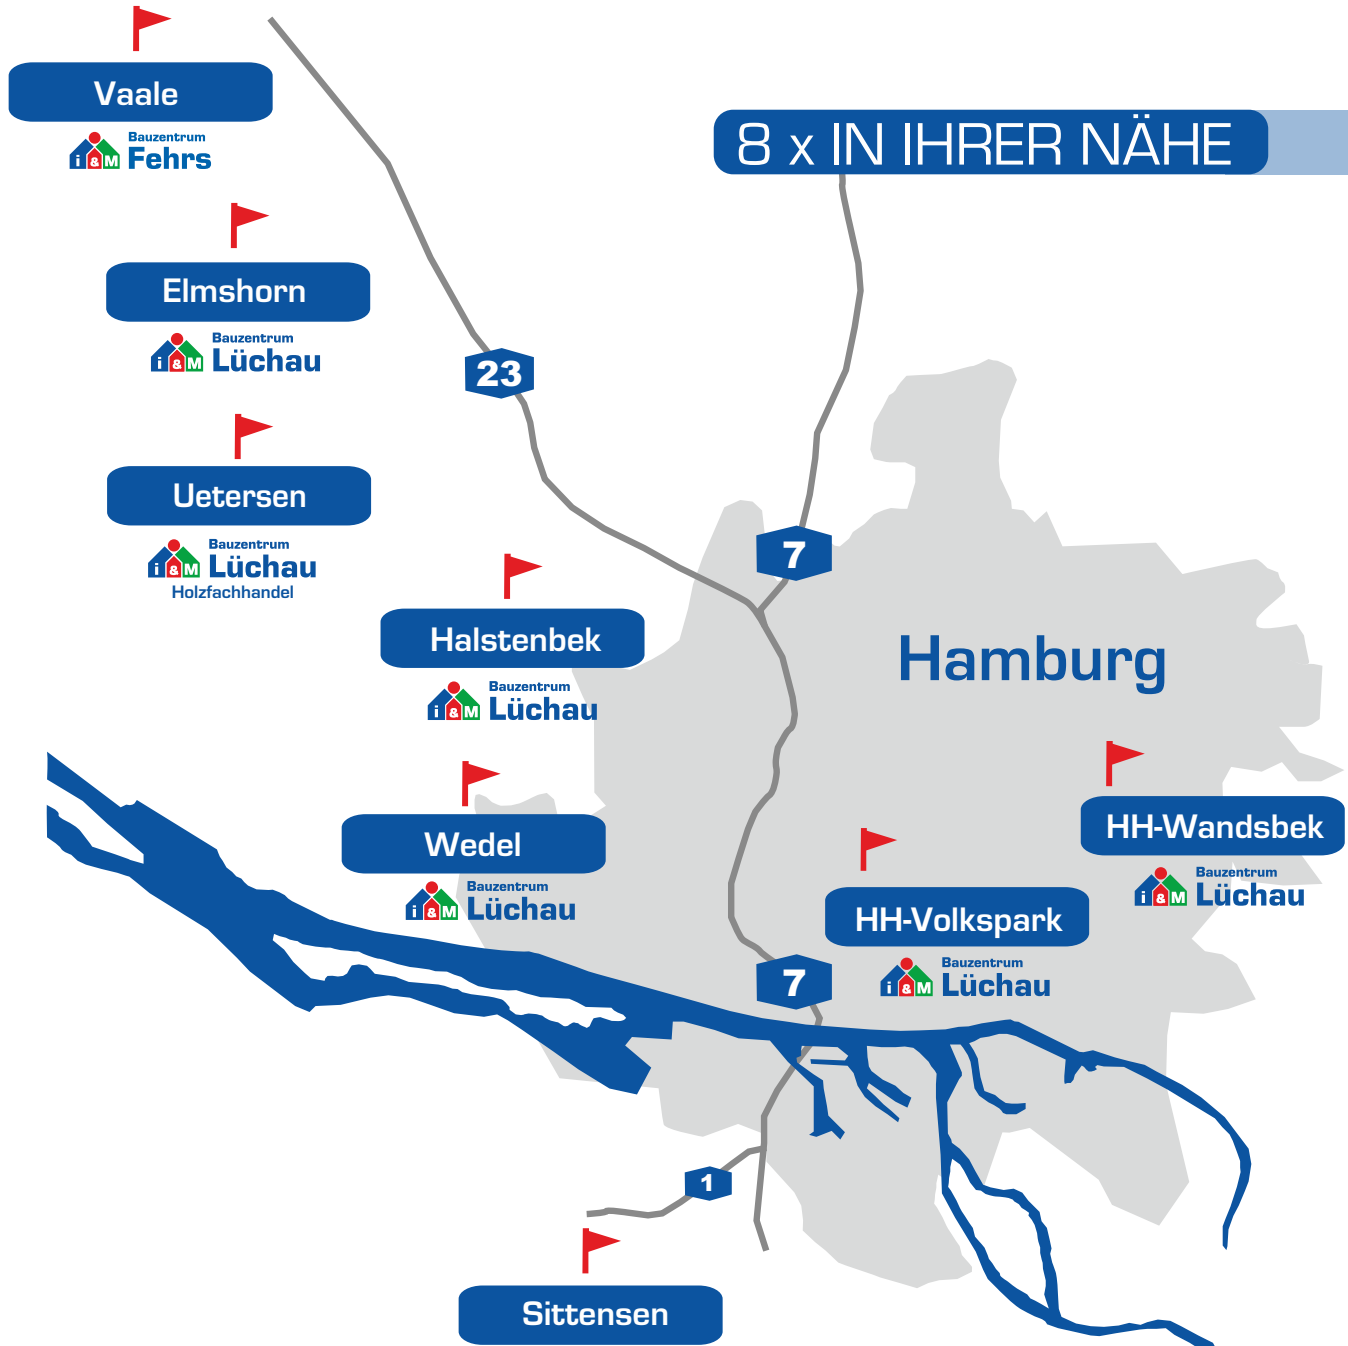 Vaale
i&M Bauzentrum
Fehrs
8 x IN IHRER NÄHE
Elmshorn
i&M Bauzentrum
Lüchau
23
Uetersen
i&M Bauzentrum
Lüchau
Holzfachhandel
7
Halstenbek
i&M Bauzentrum
Lüchau
Hamburg
Wedel
i&M Bauzentrum
Lüchau
HH-Wandsbek
i&M Bauzentrum
Lüchau
HH-Volkspark
i&M Bauzentrum
Lüchau
7
1
Sittensen